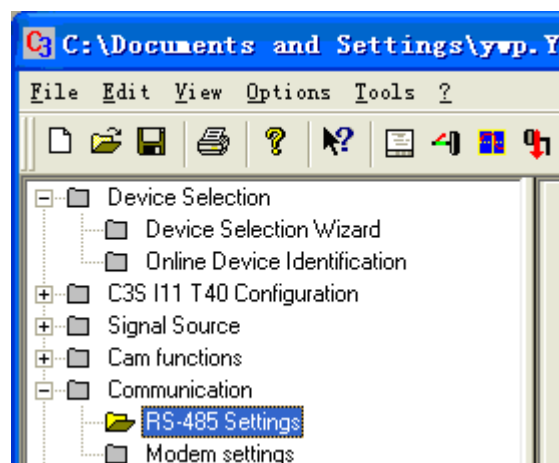 C3 C:\Documents and Settings\ywp.Y
File Edit View Options Tools ?
Device Selection
Device Selection Wizard
Online Device Identification
C3S I11 T40 Configuration
Signal Source
Cam functions
Communication
RS-485 Settings
Modem settings